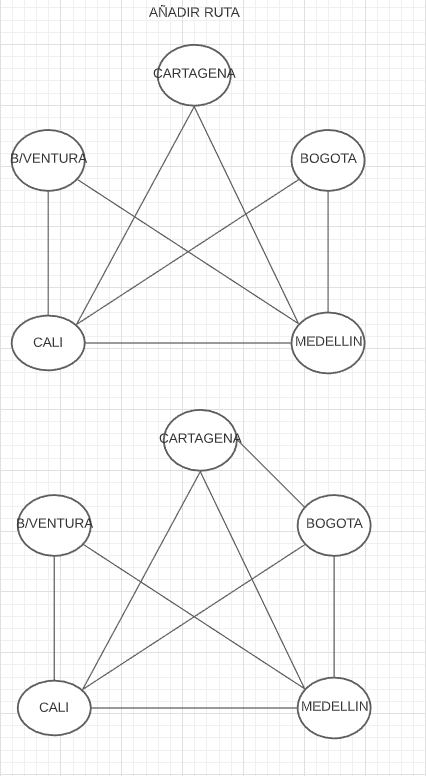 AÑADIR RUTA
CARTAGENA
B/VENTURA
BOGOTA
CALI
MEDELLIN
CARTAGENA
B/VENTURA
BOGOTA
CALI
MEDELLIN